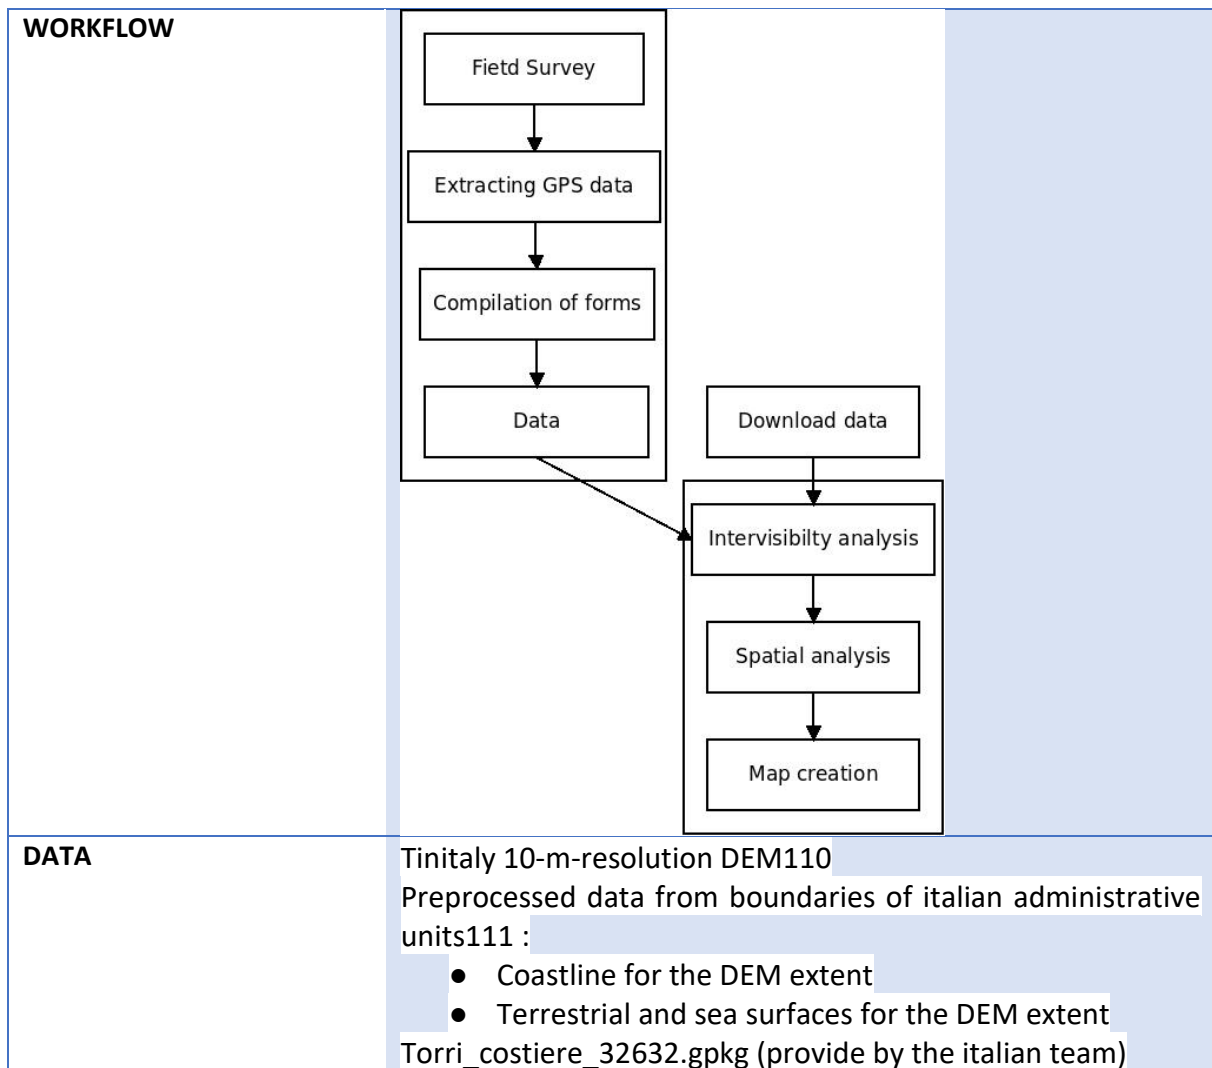 WORKFLOW
Fietd Survey
Extracting GPS data
Compilation of forms
Data
Download data
Intervisibilty analysis
Spatial analysis
Map creation
DATA
Tinitaly 10-m-resolution DEM110
Preprocessed data from boundaries of italian administrative
units111 :
● Coastline for the DEM extent
● Terrestrial and sea surfaces for the DEM extent
Torri_costiere_32632.gpkg (provide by the italian team)